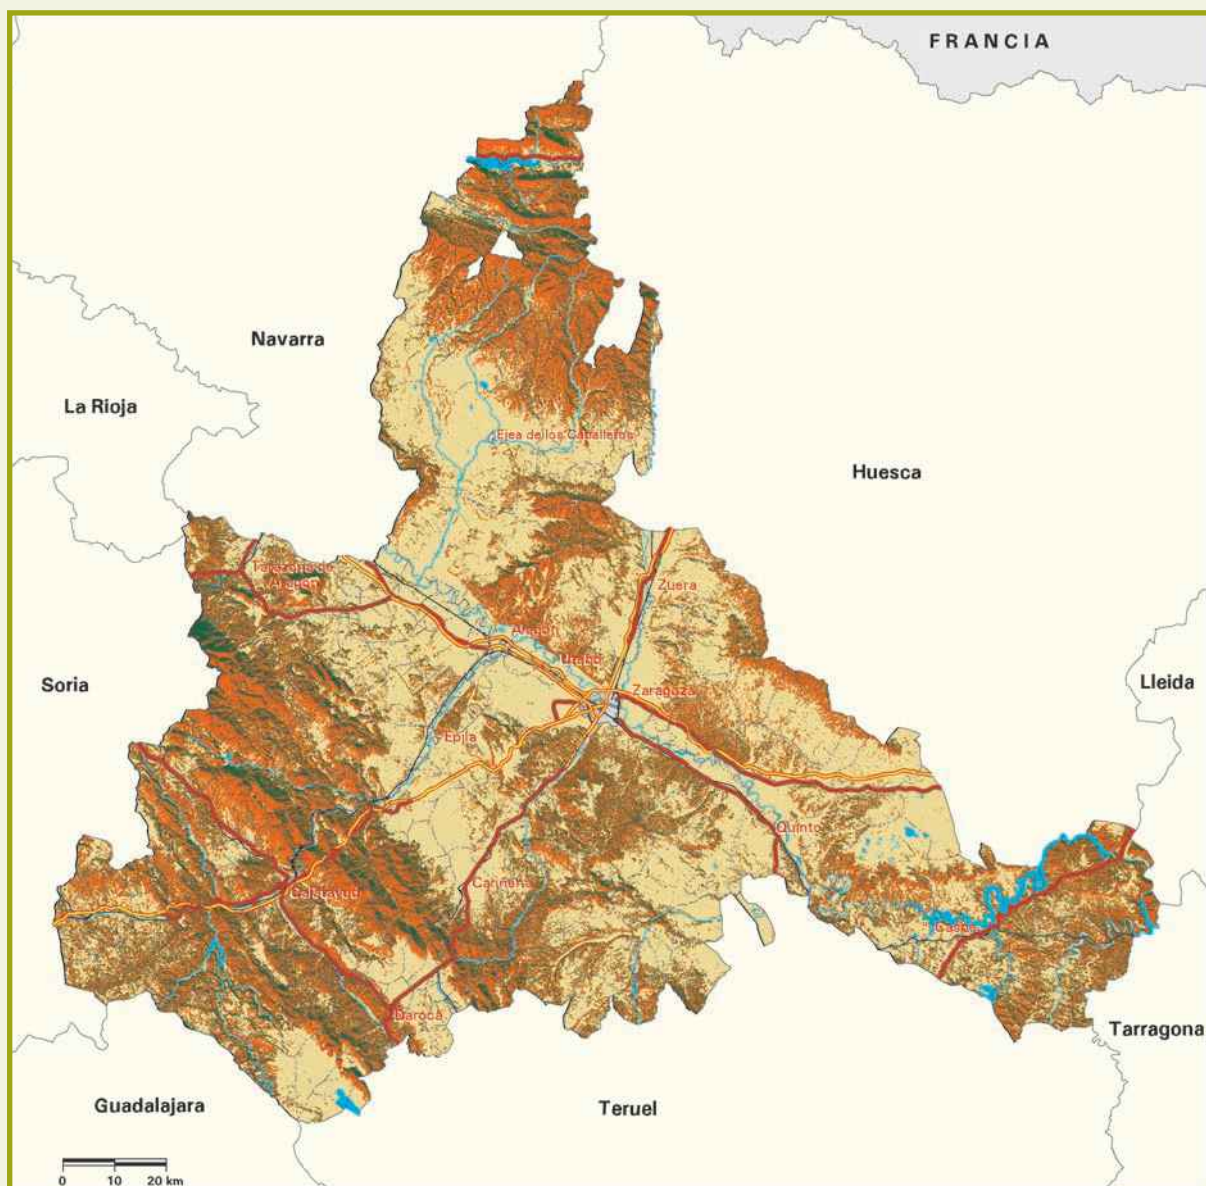 FRANCIA
Navarra
La Rioja
Ejea de los Caballeros
Huesca
Tarazona de
Aragón
Zuera
Alagón
Utebo
Soria
Lleida
Zaragoza
Epila
Quinto
Calatayud
Cariñena
Caspe
Daroca
Tarragona
Guadalajara
Teruel
0 10 20 km